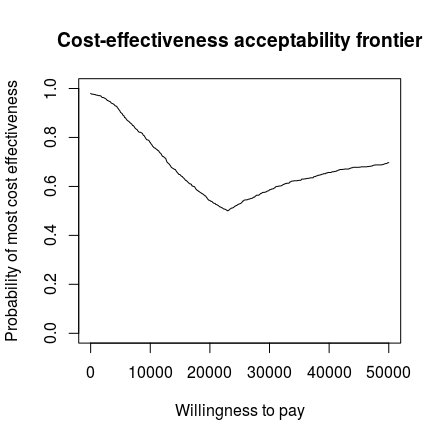 Cost-effectiveness acceptability frontier
Probability of most cost effectiveness
1.0
0.8
0.6
0.4
0.2
0.0
0 10000 20000 30000 40000 50000
Willingness to pay